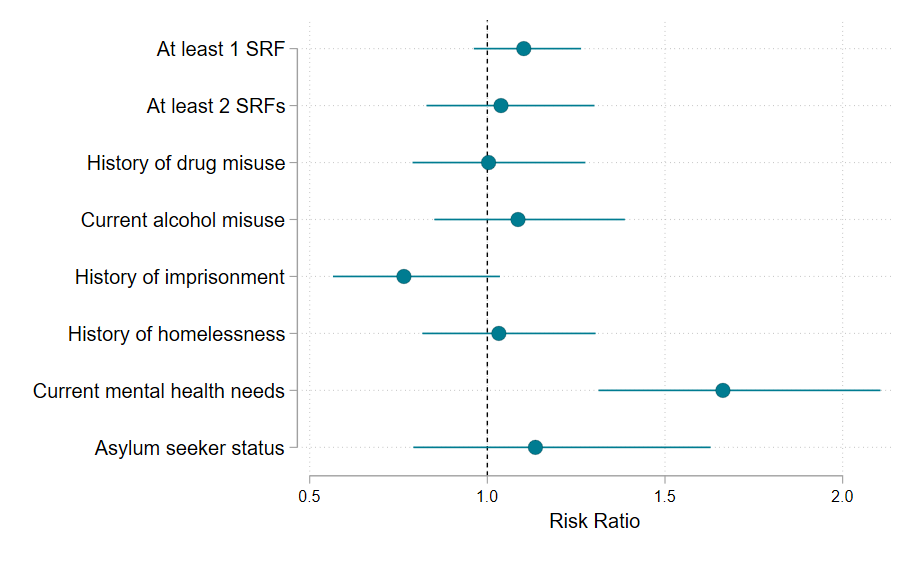 At least 1 SRF
At least 2 SRFs
History of drug misuse
Current alcohol misuse
History of imprisonment
History of homelessness
Current mental health needs
Asylum seeker status
0.5 1.0 1.5 2.0
Risk Ratio